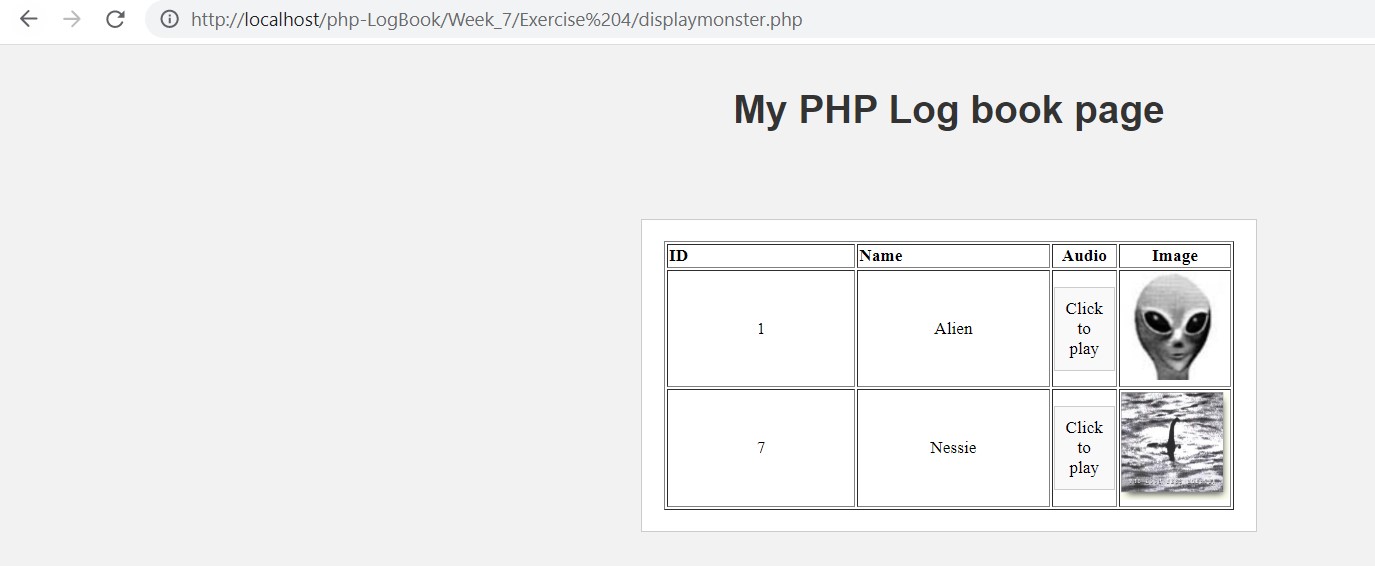 http://localhost/php-LogBook/Week_7/Exercise%204/displaymonster.php
My PHP Log book page
ID Name Audio Image
1 Alien Click to play
7 Nessie Click to play